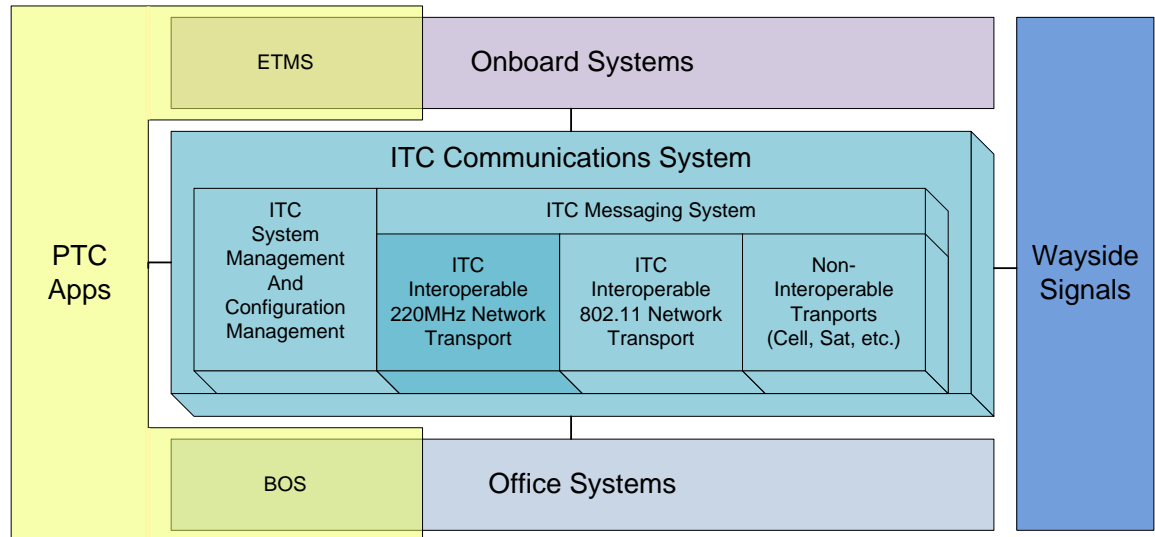 ETMS
Onboard Systems
ITC Communications System
ITC
System
Management
And
Configuration
Management
ITC Messaging System
ITC
Interoperable
220MHz Network
Transport
ITC
Interoperable
802.11 Network
Transport
Non-
Interoperable
Tranports
(Cell, Sat, etc.)
PTC
Apps
Wayside
Signals
BOS
Office Systems